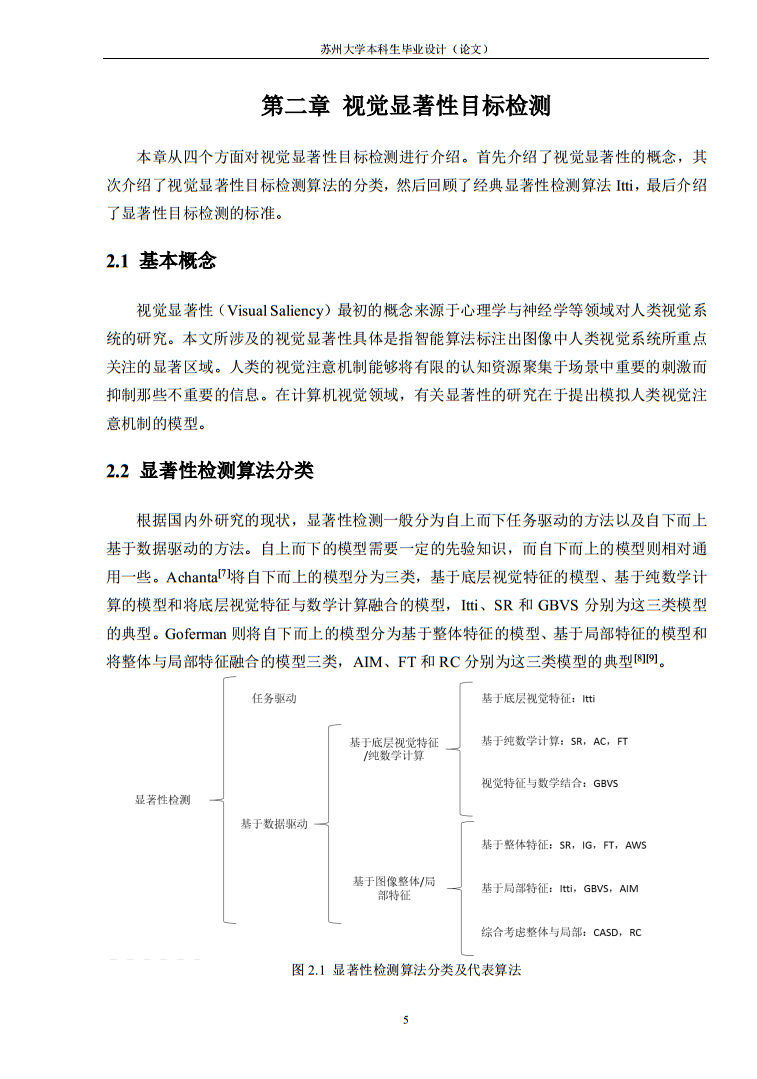 苏州大学本科生毕业设计（论文）
第二章 视觉显著性目标检测
本章从四个方面对视觉显著性目标检测进行介绍。首先介绍了视觉显著性的概念，其
次介绍了视觉显著性目标检测算法的分类，然后回顾了经典显著性检测算法 Itti，最后介绍
了显著性目标检测的标准。
2.1 基本概念
视觉显著性（Visual Saliency）最初的概念来源于心理学与神经学等领域对人类视觉系
统的研究。本文所涉及的视觉显著性具体是指智能算法标注出图像中人类视觉系统所重点
关注的显著区域。人类的视觉注意机制能够将有限的认知资源聚集于场景中重要的刺激而
抑制那些不重要的信息。在计算机视觉领域，有关显著性的研究在于提出模拟人类视觉注
意机制的模型。
2.2 显著性检测算法分类
根据国内外研究的现状，显著性检测一般分为自上而下任务驱动的方法以及自下而上
基于数据驱动的方法。自上而下的模型需要一定的先验知识，而自下而上的模型则相对通
用一些。Achanta[7]将自下而上的模型分为三类，基于底层视觉特征的模型、基于纯数学计
算的模型和将底层视觉特征与数学计算融合的模型，Itti、SR 和 GBVS 分别为这三类模型
的典型。Goferman 则将自下而上的模型分为基于整体特征的模型、基于局部特征的模型和
将整体与局部特征融合的模型三类，AIM、FT 和 RC 分别为这三类模型的典型[8][9]。
显著性检测
任务驱动
基于数据驱动
基于底层视觉特征
/纯数学计算
基于底层视觉特征：Itti
基于纯数学计算：SR，AC，FT
视觉特征与数学结合：GBVS
基于图像整体/局
部特征
基于整体特征：SR，IG，FT，AWS
基于局部特征：Itti，GBVS，AIM
综合考虑整体与局部：CASD，RC
图 2.1 显著性检测算法分类及代表算法
5